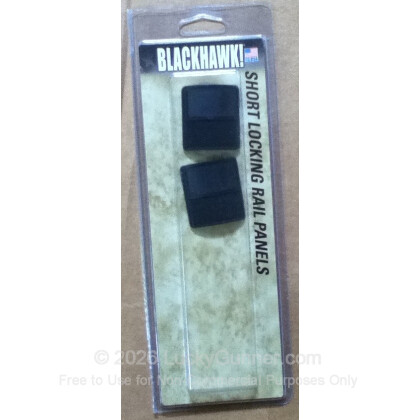 BLACKHAWK!
SHORT LOCKING RAIL PANELS
© 2026 LuckyGunner.com
Free to Use for Non-Commercial Purposes Only